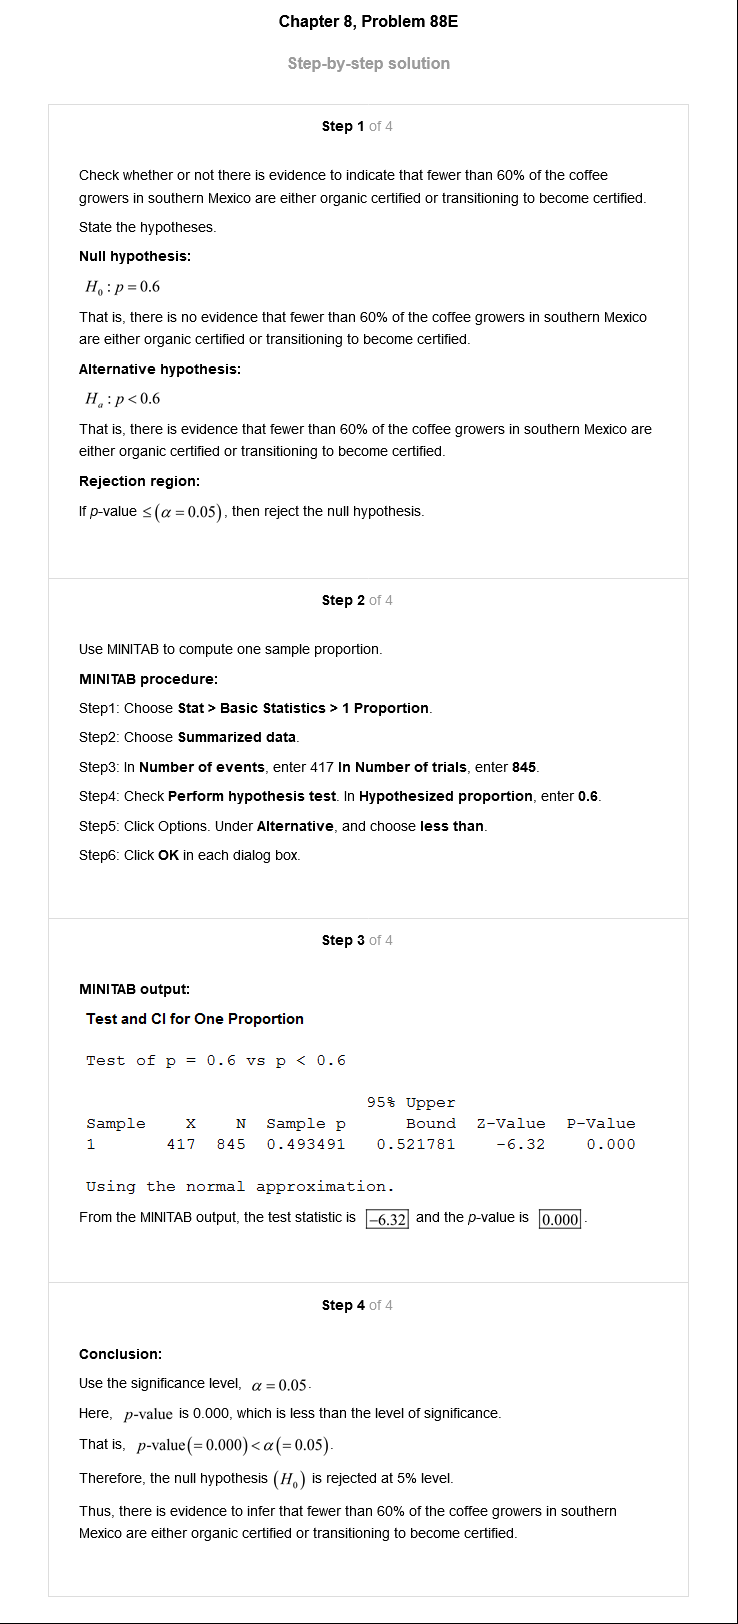 Chapter 8, Problem 88E
Step-by-step solution
Step 1 of 4
Check whether or not there is evidence to indicate that fewer than 60% of the coffee
growers in southern Mexico are either organic certified or transitioning to become certified.
State the hypotheses.
Null hypothesis:
H₀ : p = 0.6
That is, there is no evidence that fewer than 60% of the coffee growers in southern Mexico
are either organic certified or transitioning to become certified.
Alternative hypothesis:
Hₐ : p < 0.6
That is, there is evidence that fewer than 60% of the coffee growers in southern Mexico are
either organic certified or transitioning to become certified.
Rejection region:
If p-value ≤ (α = 0.05), then reject the null hypothesis.
Step 2 of 4
Use MINITAB to compute one sample proportion.
MINITAB procedure:
Step1: Choose Stat > Basic Statistics > 1 Proportion.
Step2: Choose Summarized data.
Step3: In Number of events, enter 417 In Number of trials, enter 845.
Step4: Check Perform hypothesis test. In Hypothesized proportion, enter 0.6.
Step5: Click Options. Under Alternative, and choose less than.
Step6: Click OK in each dialog box.
Step 3 of 4
MINITAB output:
Test and CI for One Proportion
Test of p = 0.6 vs p < 0.6
95% Upper
Sample X N Sample p Bound Z-Value P-Value
1 417 845 0.493491 0.521781 -6.32 0.000
Using the normal approximation.
From the MINITAB output, the test statistic is −6.32 and the p-value is 0.000.
Step 4 of 4
Conclusion:
Use the significance level, α = 0.05.
Here, p-value is 0.000, which is less than the level of significance.
That is, p-value(= 0.000) < α(= 0.05).
Therefore, the null hypothesis (H₀) is rejected at 5% level.
Thus, there is evidence to infer that fewer than 60% of the coffee growers in southern
Mexico are either organic certified or transitioning to become certified.